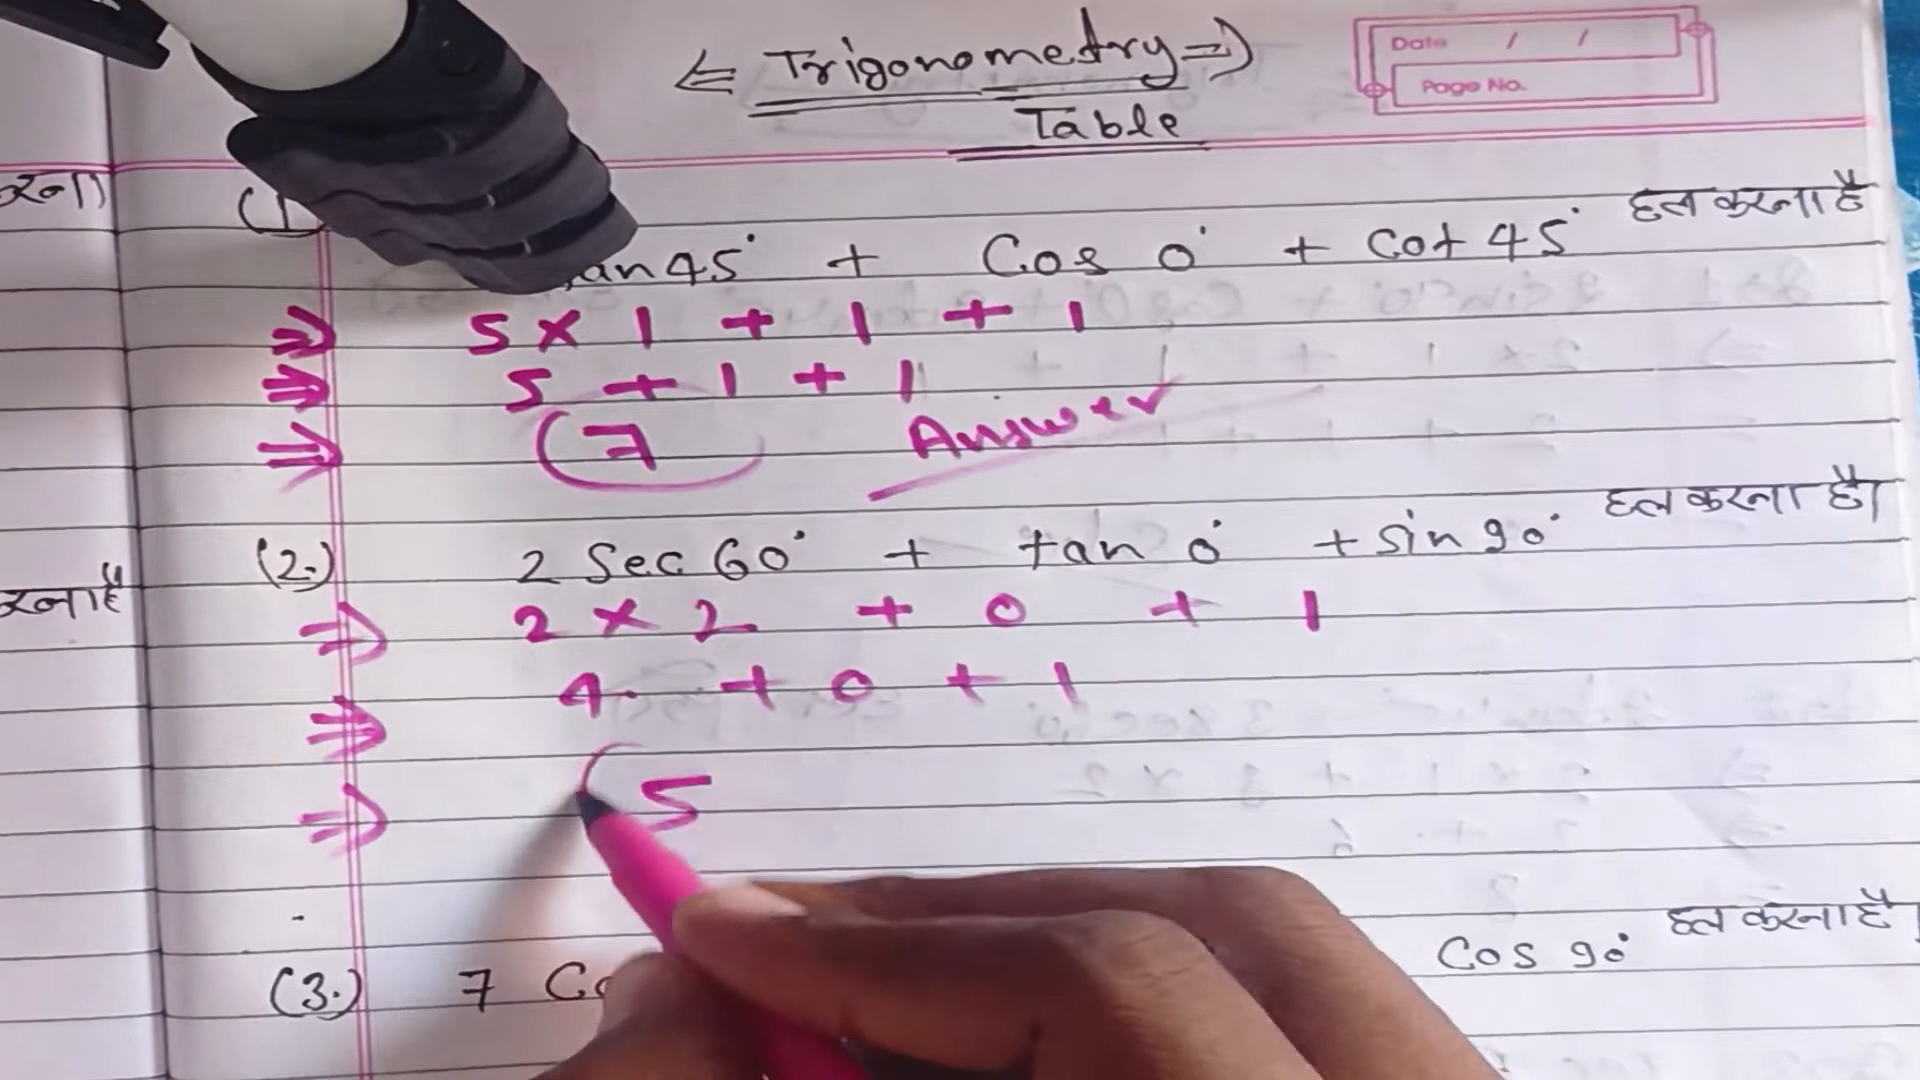 ⇐ Trigonometry ⇒
Table
Date / /
Page No.
करना
(1
हल करना है
an45° + Cos 0° + Cot 45°
⇒ 5 × 1 + 1 + 1
⇒ 5 + 1 + 1
⇒ 7 Answer
हल करना है।
(2.) 2 Sec 60° + tan 0° + sin 90°
करना है
⇒ 2 × 2 + 0 + 1
⇒ 4 + 0 + 1
⇒ 5
हल करना है
(3.) 7 Co Cos 90°